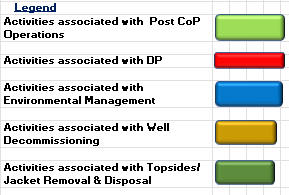 Legend
Activities associated with Post CoP
Operations
Activities associated with DP
Activities associated with
Environmental Management
Activities associated with Well
Decommissioning
Activities associated with Topsides/
Jacket Removal & Disposal